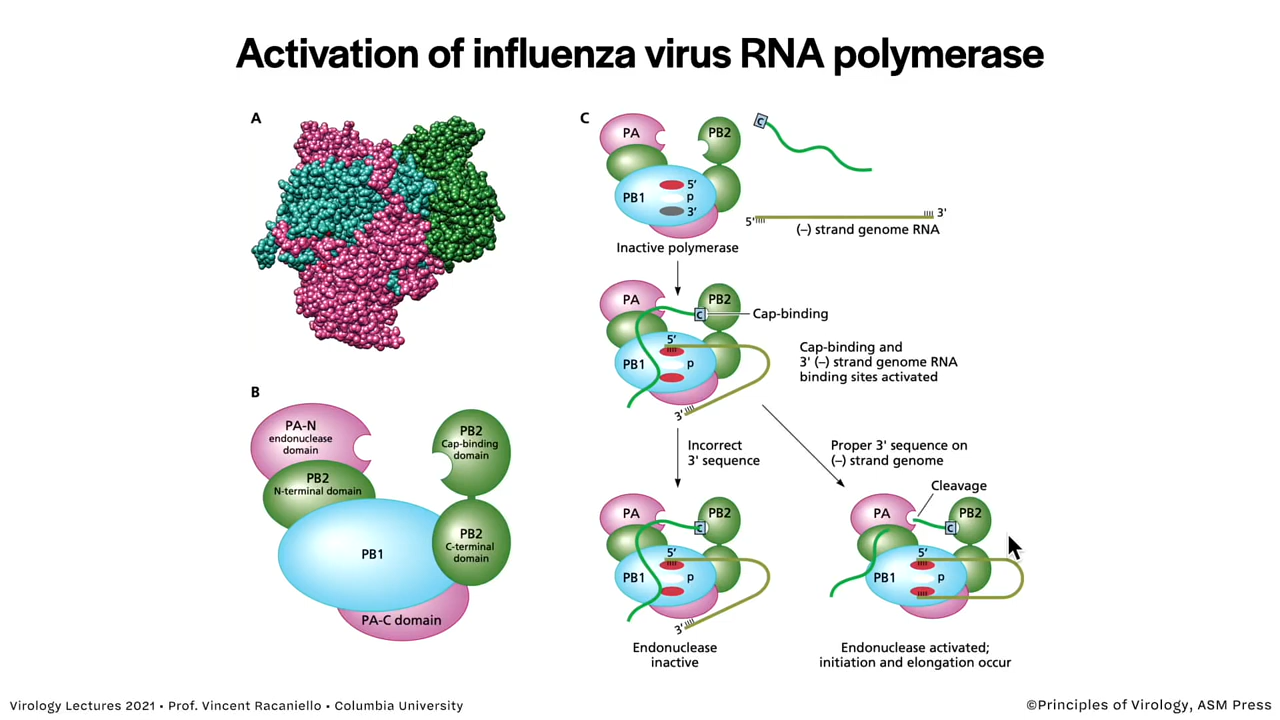 Activation of influenza virus RNA polymerase
A
B
PA-N
endonuclease
domain
PB2
N-terminal domain
PB1
PB2
Cap-binding
domain
PB2
C-terminal
domain
PA-C domain
C
PA
PB2
C
PB1
5′
p
3′
Inactive polymerase
5′
3′
(–) strand genome RNA
PA
PB2
C
Cap-binding
5′
PB1
p
3′
Cap-binding and
3' (–) strand genome RNA
binding sites activated
Incorrect
3′ sequence
Proper 3′ sequence on
(–) strand genome
PA
PB2
C
5′
PB1
p
3′
Endonuclease
inactive
Cleavage
PA
PB2
C
5′
PB1
p
Endonuclease activated;
initiation and elongation occur
Virology Lectures 2021 • Prof. Vincent Racaniello • Columbia University
©Principles of Virology, ASM Press